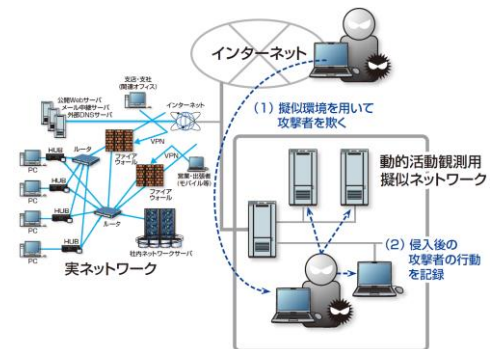 インターネット
支店・支社
(関連オフィス)
公開Webサーバ
メール中継サーバ
外部DNSサーバ
インターネット
(1) 擬似環境を用いて
攻撃者を欺く
ルータ
HUB
PC
ファイア
ウォール
VPN
VPN
動的活動観測用
擬似ネットワーク
HUB
PC
ファイア
ウォール
営業・出張者
(モバイル等)
HUB
PC
ルータ
HUB
PC
社内ネットワークサーバ
実ネットワーク
(2) 侵入後の
攻撃者の行動
を記録